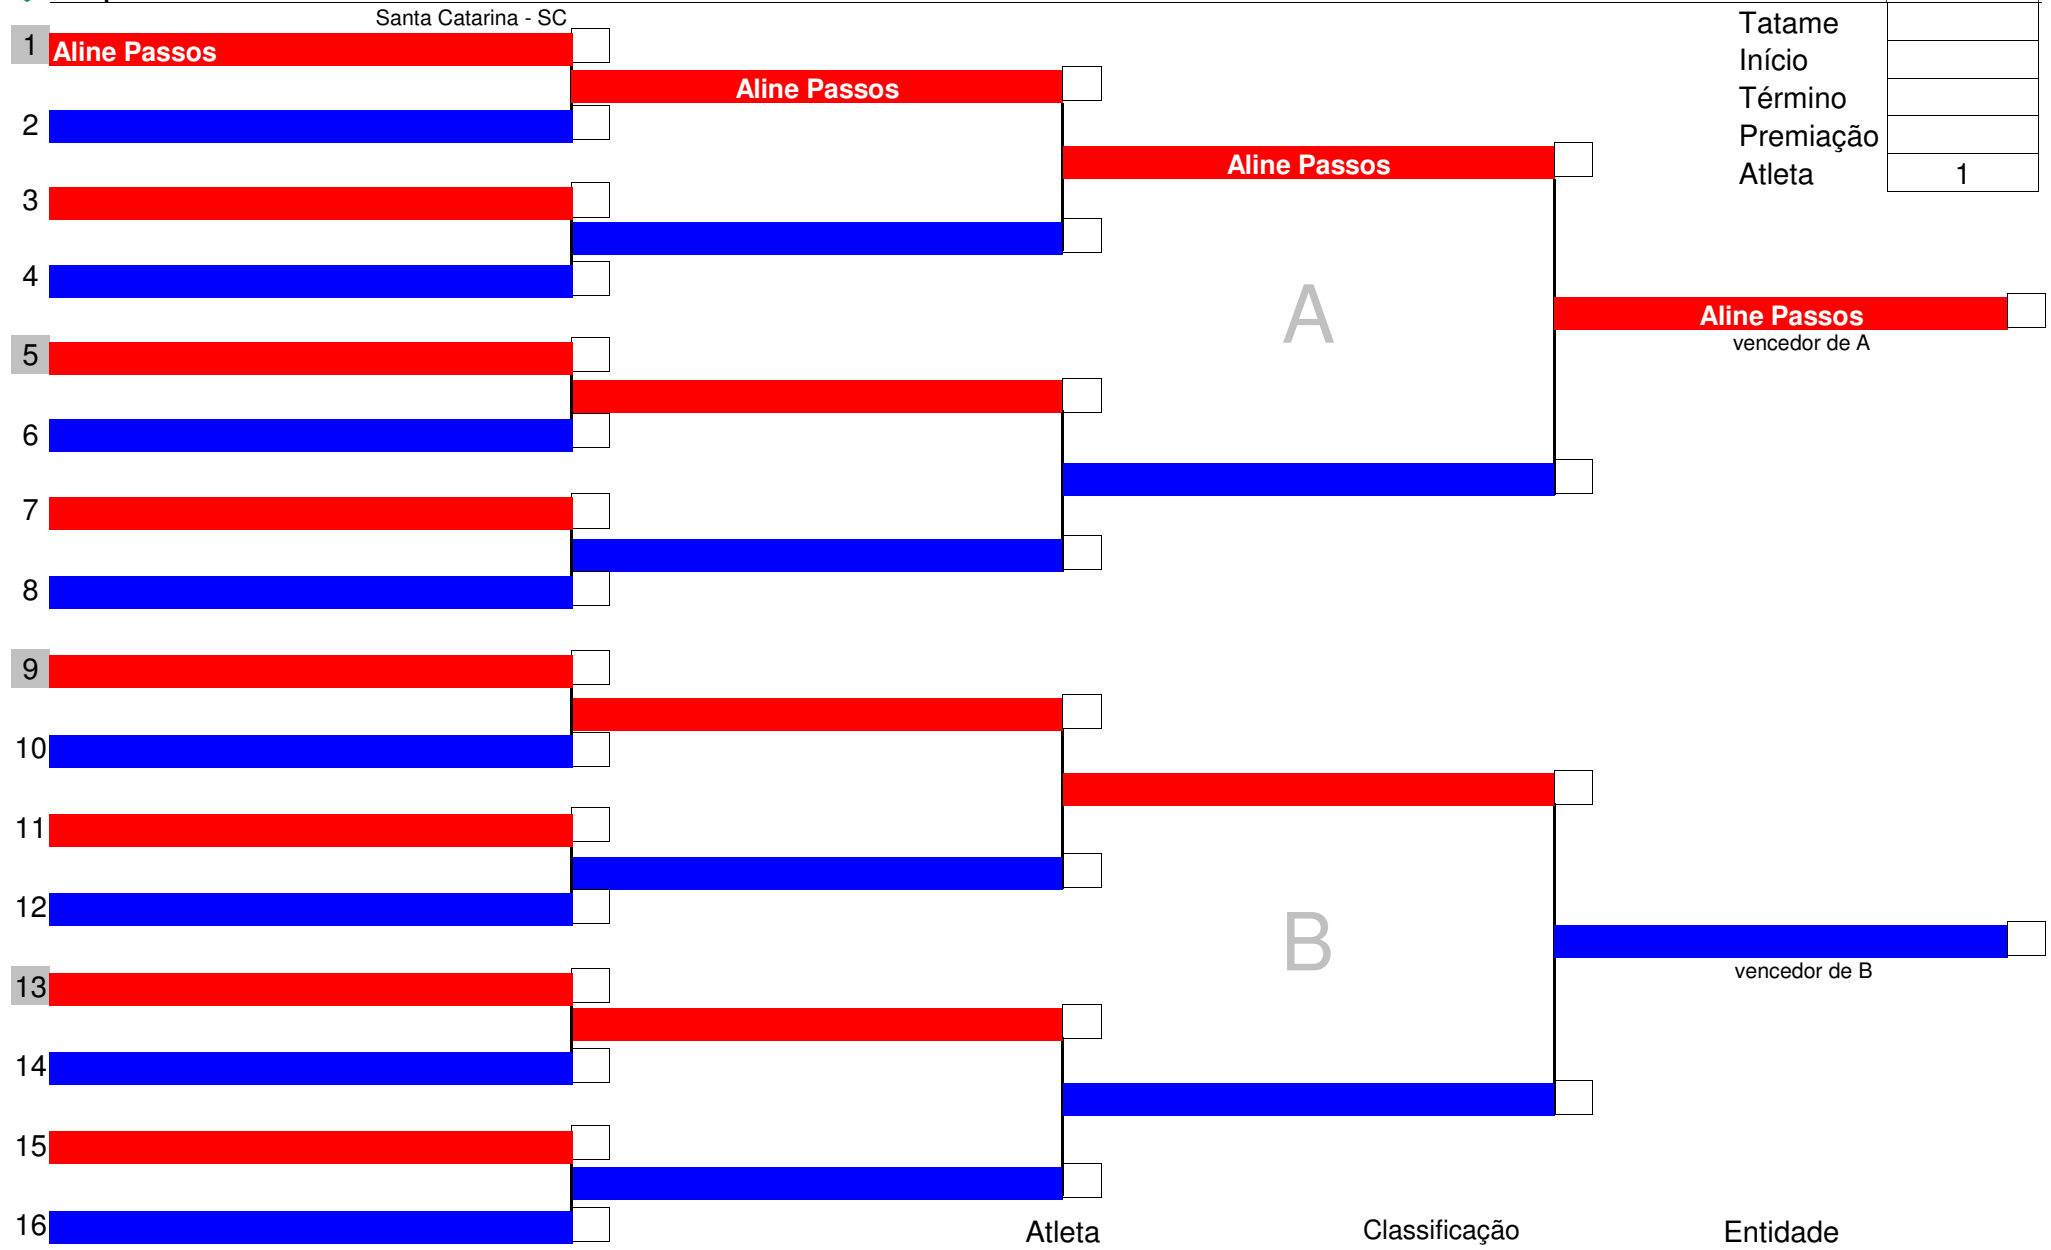 Santa Catarina - SC
Tatame
1 Aline Passos
Início
Aline Passos
Término
2
Premiação
Aline Passos
Atleta 1
3
4
A
Aline Passos
vencedor de A
5
6
7
8
9
10
11
12
B
vencedor de B
13
14
15
16
Atleta Classificação Entidade